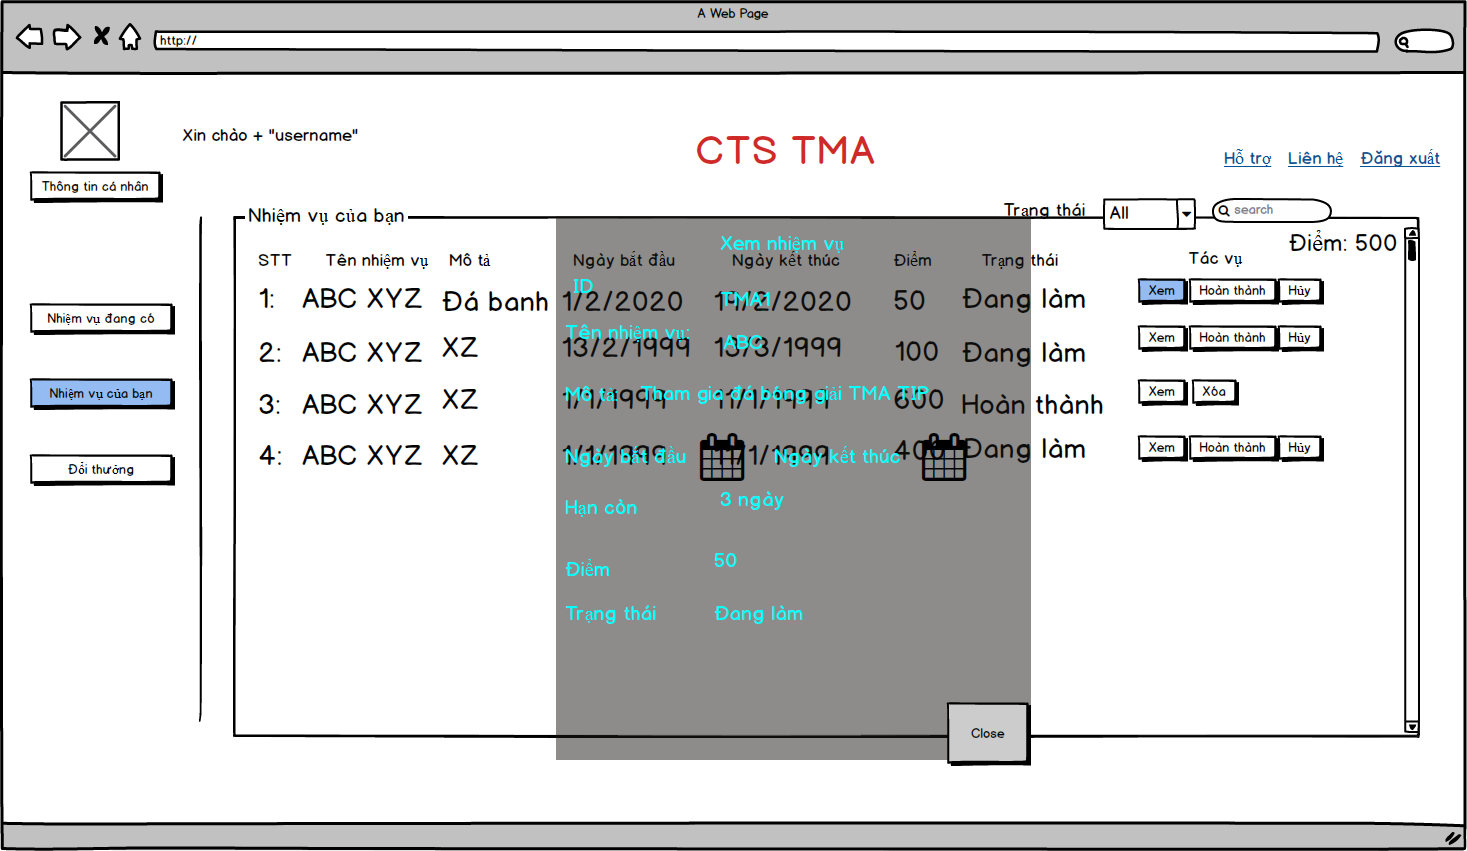 A Web Page
http://
Xin chào + "username"
CTS TMA
Hỗ trợ Liên hệ Đăng xuất
Thông tin cá nhân
Nhiệm vụ của bạn
Trạng thái All search
Điểm: 500
STT Tên nhiệm vụ Mô tả Ngày bắt đầu Ngày kết thúc Điểm Trạng thái Tác vụ
1: ABC XYZ Đá banh 1/2/2020 14/2/2020 50 Đang làm Xem Hoàn thành Hủy
2: ABC XYZ XZ 13/2/1999 13/3/1999 100 Đang làm Xem Hoàn thành Hủy
3: ABC XYZ XZ 1/1/1999 11/1/1999 600 Hoàn thành Xem Xóa
4: ABC XYZ XZ 1/1/1999 11/1/1999 400 Đang làm Xem Hoàn thành Hủy
Nhiệm vụ đang có
Nhiệm vụ của bạn
Đổi thưởng
Xem nhiệm vụ
ID TMA1
Tên nhiệm vụ: ABC
Mô tả Tham gia đá bóng giải TMA TIP
Ngày bắt đầu Ngày kết thúc
Hạn còn 3 ngày
Điểm 50
Trạng thái Đang làm
Close